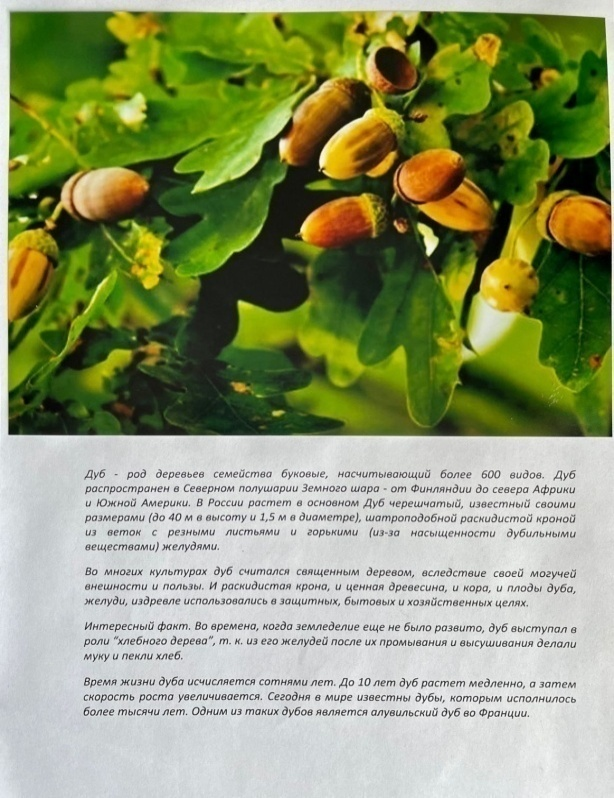 Дуб - род деревьев семейства буковые, насчитывающий более 600 видов. Дуб
распространен в Северном полушарии Земного шара - от Финляндии до севера Африки
и Южной Америки. В России растет в основном Дуб черешчатый, известный своими
размерами (до 40 м в высоту и 1,5 м в диаметре), шатроподобной раскидистой кроной
из веток с резными листьями и горькими (из-за насыщенности дубильными
веществами) желудями.
Во многих культурах дуб считался священным деревом, вследствие своей могучей
внешности и пользы. И раскидистая крона, и ценная древесина, и кора, и плоды дуба,
желуди, издревле использовались в защитных, бытовых и хозяйственных целях.
Интересный факт. Во времена, когда земледелие еще не было развито, дуб выступал в
роли "хлебного дерева", т. к. из его желудей после их промывания и высушивания делали
муку и пекли хлеб.
Время жизни дуба исчисляется сотнями лет. До 10 лет дуб растет медленно, а затем
скорость роста увеличивается. Сегодня в мире известны дубы, которым исполнилось
более тысячи лет. Одним из таких дубов является алувильский дуб во Франции.